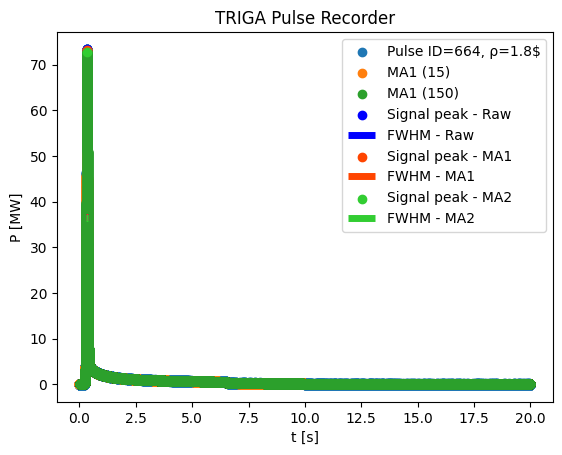 TRIGA Pulse Recorder
Pulse ID=664, ρ=1.8$
MA1 (15)
MA1 (150)
Signal peak - Raw
FWHM - Raw
Signal peak - MA1
FWHM - MA1
Signal peak - MA2
FWHM - MA2
P [MW]
70
60
50
40
30
20
10
0
0.0 2.5 5.0 7.5 10.0 12.5 15.0 17.5 20.0
t [s]